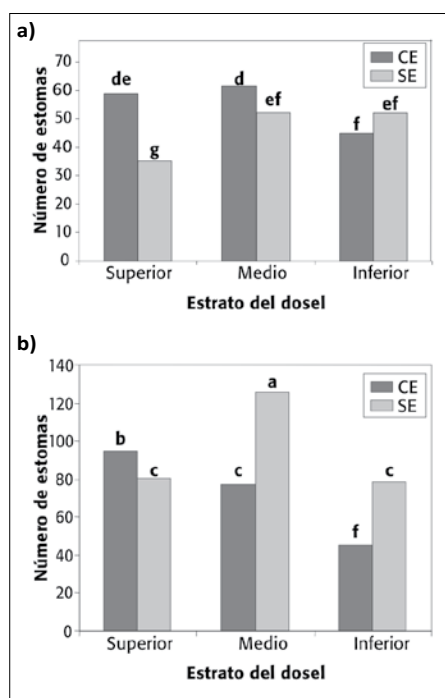 a)
Número de estomas
70
60
50
40
30
20
10
0
de
g
d
ef
f
ef
CE
SE
Superior Medio Inferior
Estrato del dosel
b)
Número de estomas
140
120
100
80
60
40
20
0
b
c
c
a
f
c
CE
SE
Superior Medio Inferior
Estrato del dosel